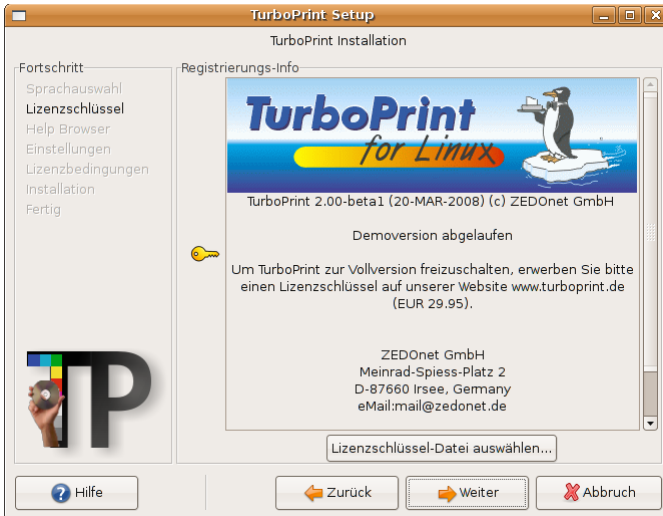 TurboPrint Setup
TurboPrint Installation
Fortschritt
Sprachauswahl
Lizenzschlüssel
Help Browser
Einstellungen
Lizenzbedingungen
Installation
Fertig
TP
Registrierungs-Info
TurboPrint
for Linux
TurboPrint 2.00-beta1 (20-MAR-2008) (c) ZEDOnet GmbH
Demoversion abgelaufen
Um TurboPrint zur Vollversion freizuschalten, erwerben Sie bitte
einen Lizenzschlüssel auf unserer Website www.turboprint.de
(EUR 29.95).
ZEDOnet GmbH
Meinrad-Spiess-Platz 2
D-87660 Irsee, Germany
eMail:mail@zedonet.de
Lizenzschlüssel-Datei auswählen...
Hilfe
Zurück
Weiter
Abbruch